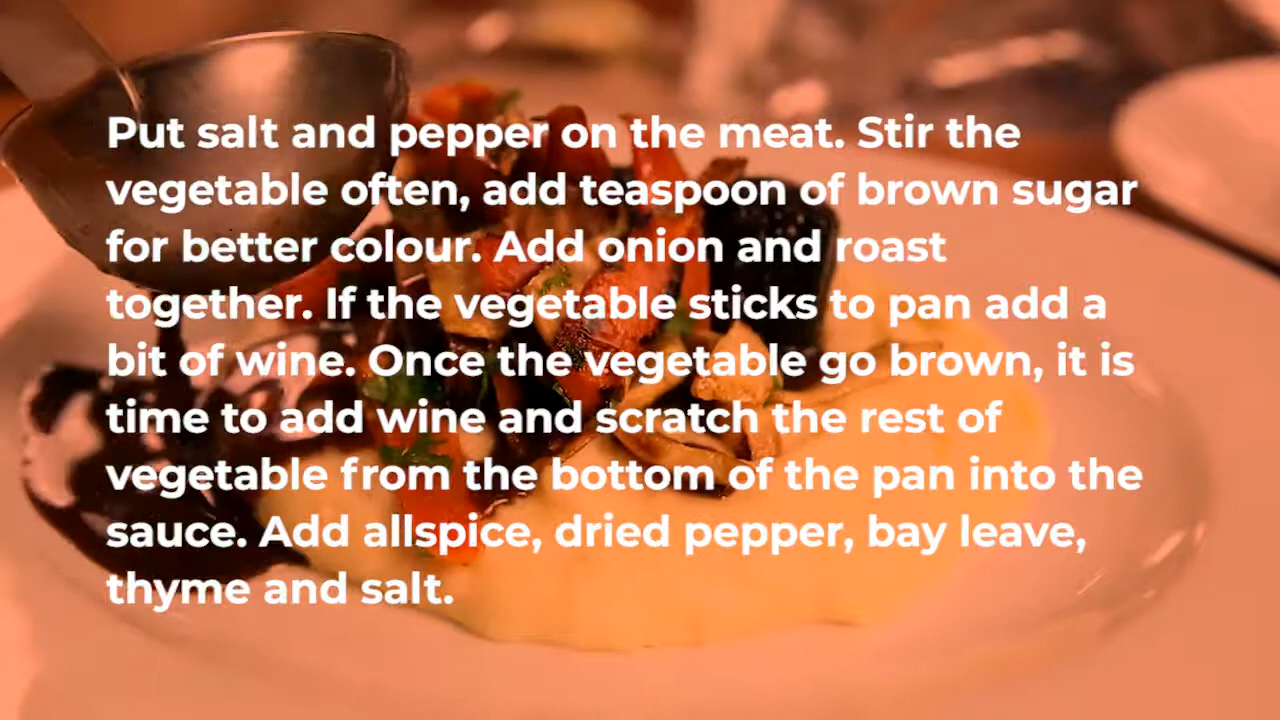 Put salt and pepper on the meat. Stir the
vegetable often, add teaspoon of brown sugar
for better colour. Add onion and roast
together. If the vegetable sticks to pan add a
bit of wine. Once the vegetable go brown, it is
time to add wine and scratch the rest of
vegetable from the bottom of the pan into the
sauce. Add allspice, dried pepper, bay leave,
thyme and salt.